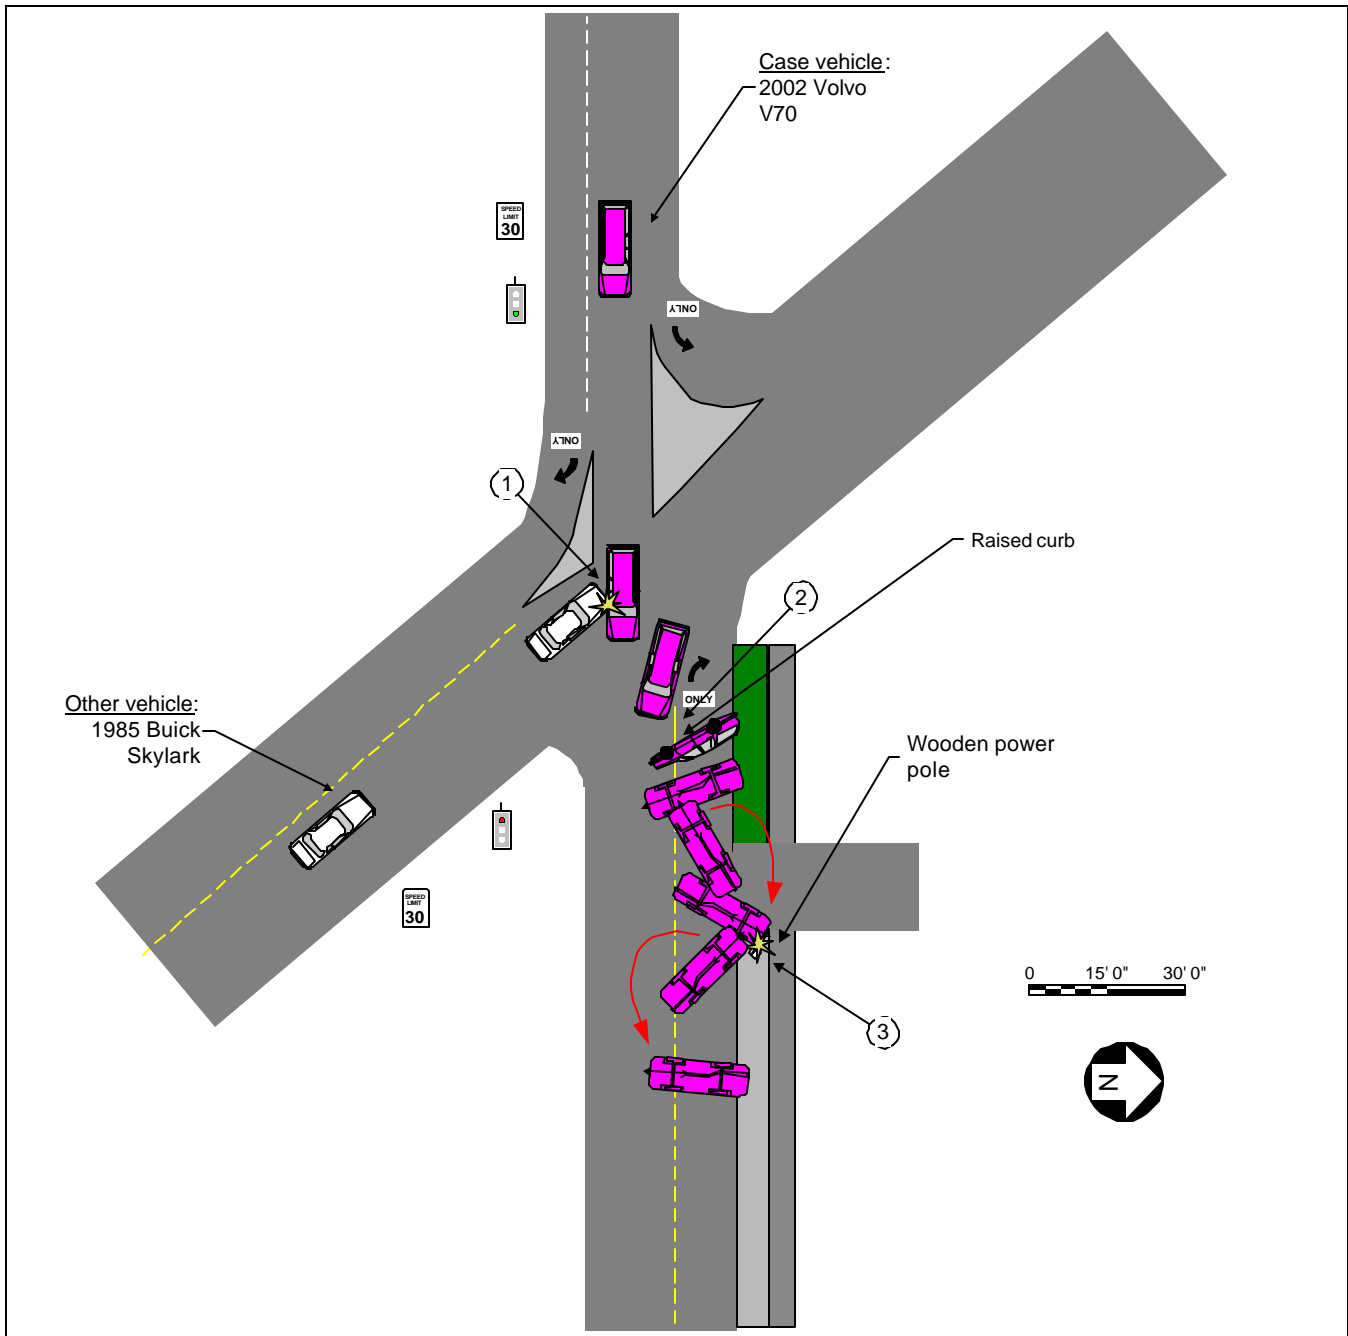 Case vehicle:
2002 Volvo
V70
SPEED
LIMIT
30
ONLY
ONLY
1
Raised curb
2
ONLY
Other vehicle:
1985 Buick
Skylark
Wooden power
pole
SPEED
LIMIT
30
0 15' 0" 30' 0"
3
N